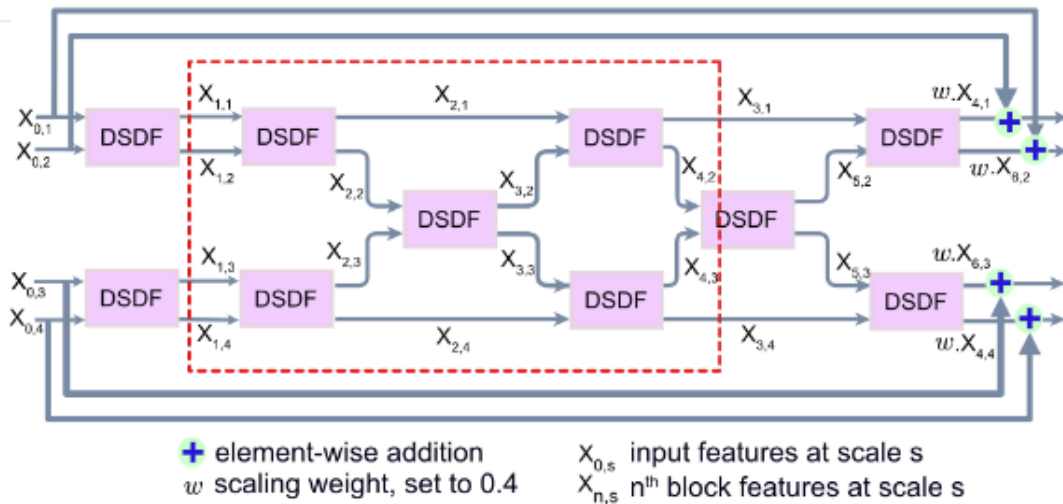 X0,1
X0,2
X0,3
X0,4
DSDF
DSDF
X1,1
X1,2
X1,3
X1,4
DSDF
DSDF
X2,1
X2,2
X2,3
X2,4
DSDF
X3,2
X3,3
DSDF
DSDF
X4,2
X4,3
DSDF
X3,1
X5,2
X5,3
X3,4
DSDF
DSDF
w.X4,1
w.X6,2
w.X6,3
w.X4,4
+ element-wise addition
w scaling weight, set to 0.4
X0,s input features at scale s
Xn,s nth block features at scale s